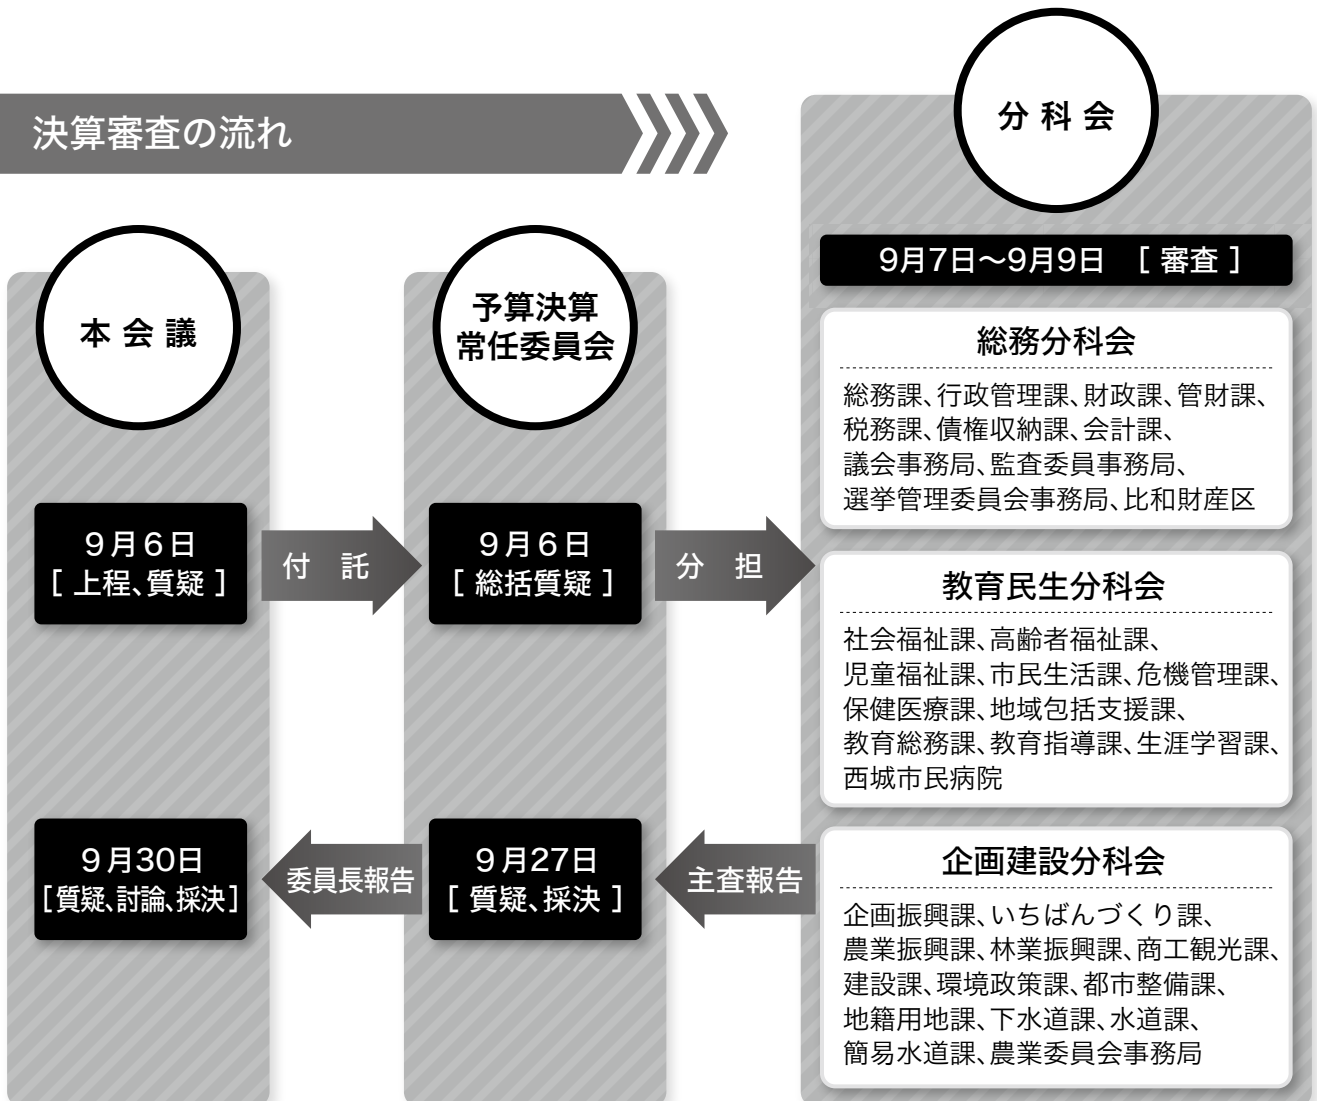 決算審査の流れ
本会議
9月6日
[ 上程、質疑 ]
付 託
予算決算
常任委員会
9月6日
[ 総括質疑 ]
分 担
分科会
9月7日〜9月9日 [ 審査 ]
総務分科会
総務課、行政管理課、財政課、管財課、
税務課、債権収納課、会計課、
議会事務局、監査委員事務局、
選挙管理委員会事務局、比和財産区
教育民生分科会
社会福祉課、高齢者福祉課、
児童福祉課、市民生活課、危機管理課、
保健医療課、地域包括支援課、
教育総務課、教育指導課、生涯学習課、
西城市民病院
企画建設分科会
企画振興課、いちばんづくり課、
農業振興課、林業振興課、商工観光課、
建設課、環境政策課、都市整備課、
地籍用地課、下水道課、水道課、
簡易水道課、農業委員会事務局
主査報告
9月27日
[ 質疑、採決 ]
委員長報告
9月30日
[質疑、討論、採決]